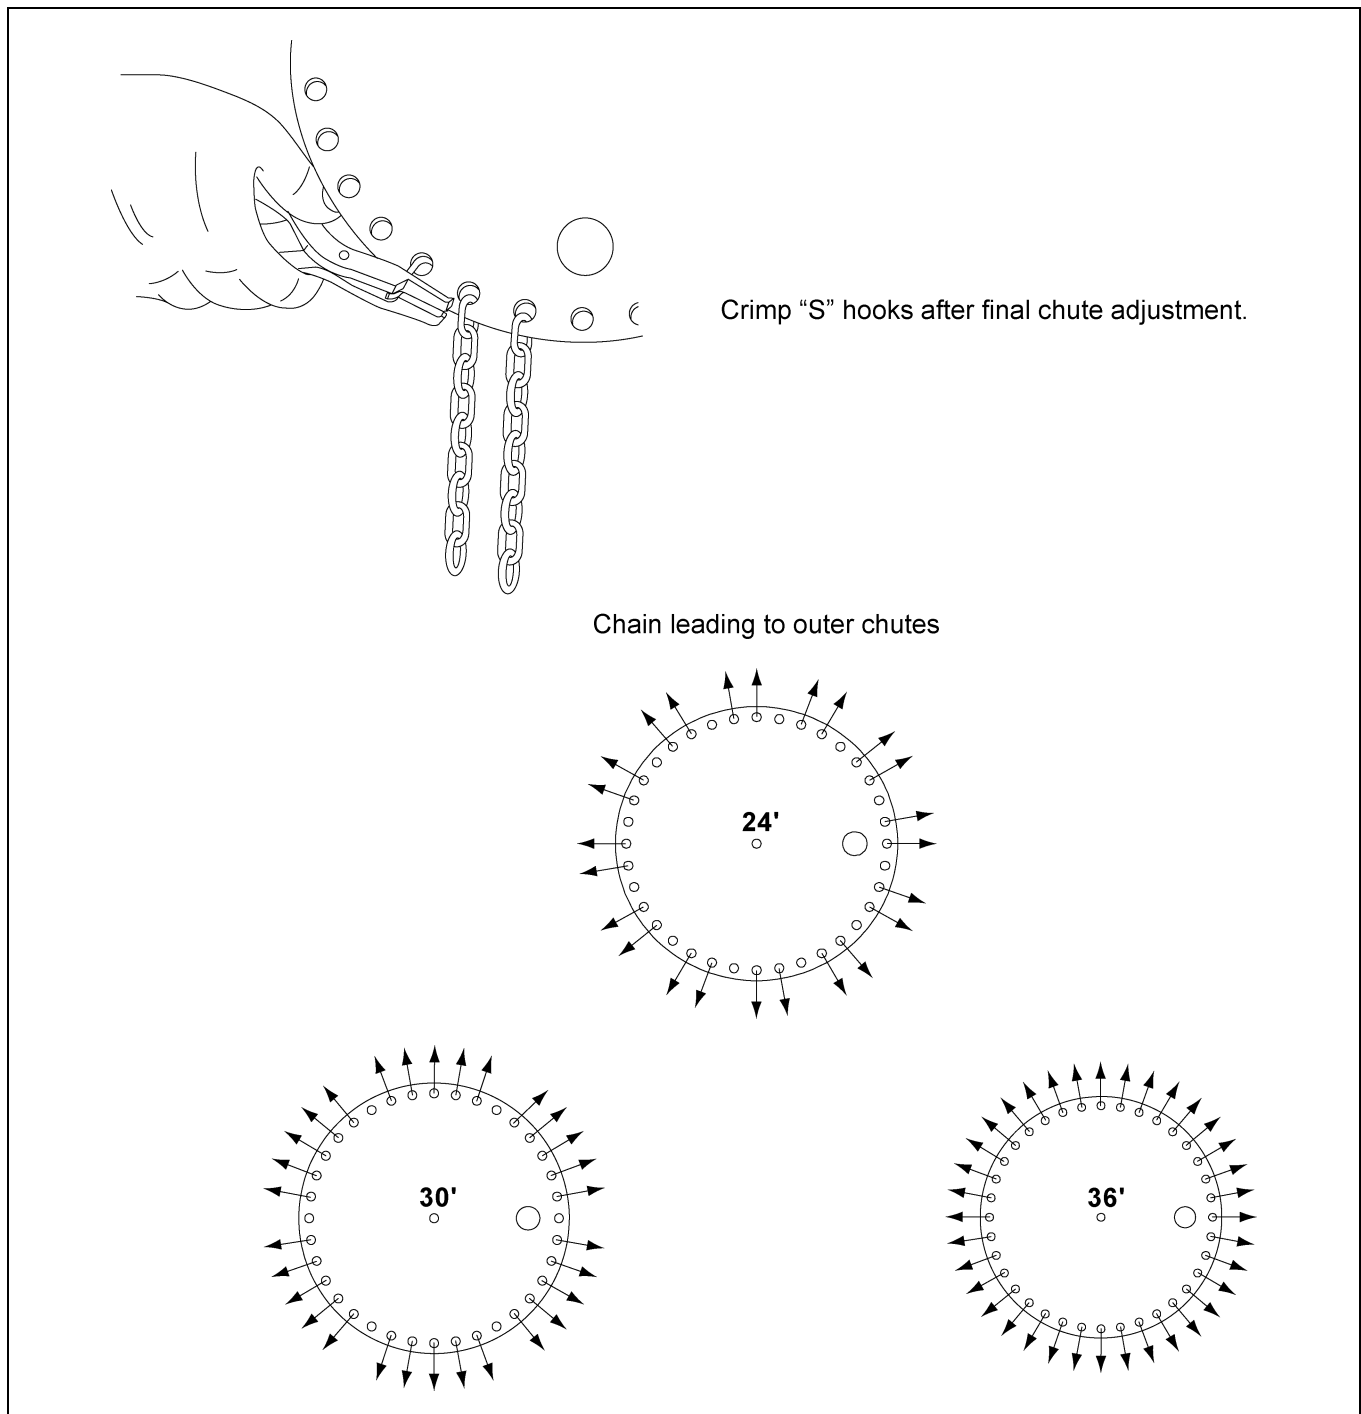 Crimp “S” hooks after final chute adjustment.
Chain leading to outer chutes
24'
30'
36'